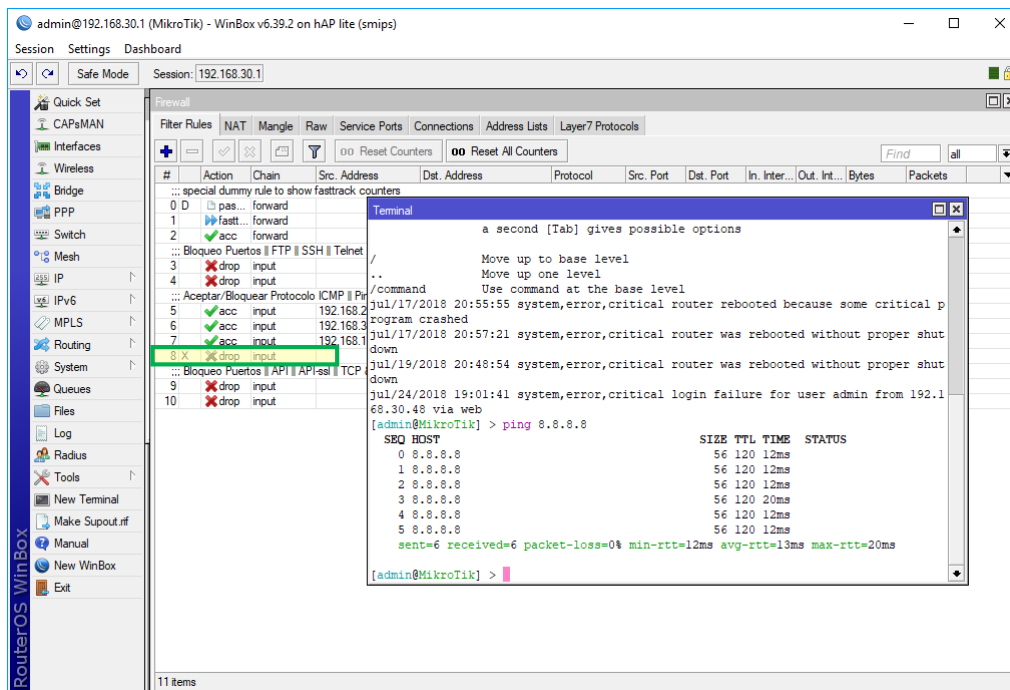 admin@192.168.30.1 (MikroTik) - WinBox v6.39.2 on hAP lite (smips)
Session Settings Dashboard
Safe Mode Session: 192.168.30.1
Quick Set
CAPsMAN
Interfaces
Wireless
Bridge
PPP
Switch
Mesh
IP
IPv6
MPLS
Routing
System
Queues
Files
Log
Radius
Tools
New Terminal
Make Supout.rif
Manual
New WinBox
Exit
RouterOS WinBox
Firewall
Filter Rules NAT Mangle Raw Service Ports Connections Address Lists Layer7 Protocols
00 Reset Counters 00 Reset All Counters Find all
# Action Chain Src. Address Dst. Address Protocol Src. Port Dst. Port In. Inter... Out. Int... Bytes Packets
::: special dummy rule to show fasttrack counters
0 D pas... forward
1 fastt... forward
2 acc forward
::: Bloqueo Puertos || FTP || SSH || Telnet
3 drop input
4 drop input
::: Aceptar/Bloquear Protocolo ICMP || Pin
5 acc input 192.168.2
6 acc input 192.168.3
7 acc input 192.168.1
8 X drop input
::: Bloqueo Puertos || API || API-ssl || TCP
9 drop input
10 drop input
11 items
Terminal
a second [Tab] gives possible options
/ Move up to base level
.. Move up one level
/command Use command at the base level
jul/17/2018 20:55:55 system,error,critical router rebooted because some critical p
rogram crashed
jul/17/2018 20:57:21 system,error,critical router was rebooted without proper shut
down
jul/19/2018 20:48:54 system,error,critical router was rebooted without proper shut
down
jul/24/2018 19:01:41 system,error,critical login failure for user admin from 192.1
68.30.48 via web
[admin@MikroTik] > ping 8.8.8.8
SEQ HOST SIZE TTL TIME STATUS
0 8.8.8.8 56 120 12ms
1 8.8.8.8 56 120 12ms
2 8.8.8.8 56 120 12ms
3 8.8.8.8 56 120 20ms
4 8.8.8.8 56 120 12ms
5 8.8.8.8 56 120 12ms
sent=6 received=6 packet-loss=0% min-rtt=12ms avg-rtt=13ms max-rtt=20ms
[admin@MikroTik] >